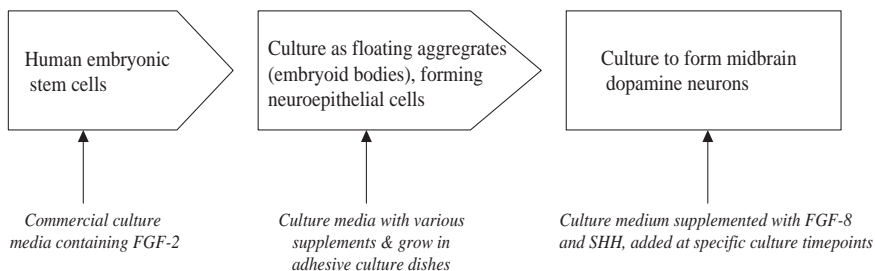 Human embryonic
stem cells
Culture as floating aggregrates
(embryoid bodies), forming
neuroepithelial cells
Culture to form midbrain
dopamine neurons
Commercial culture
media containing FGF-2
Culture media with various
supplements & grow in
adhesive culture dishes
Culture medium supplemented with FGF-8
and SHH, added at specific culture timepoints